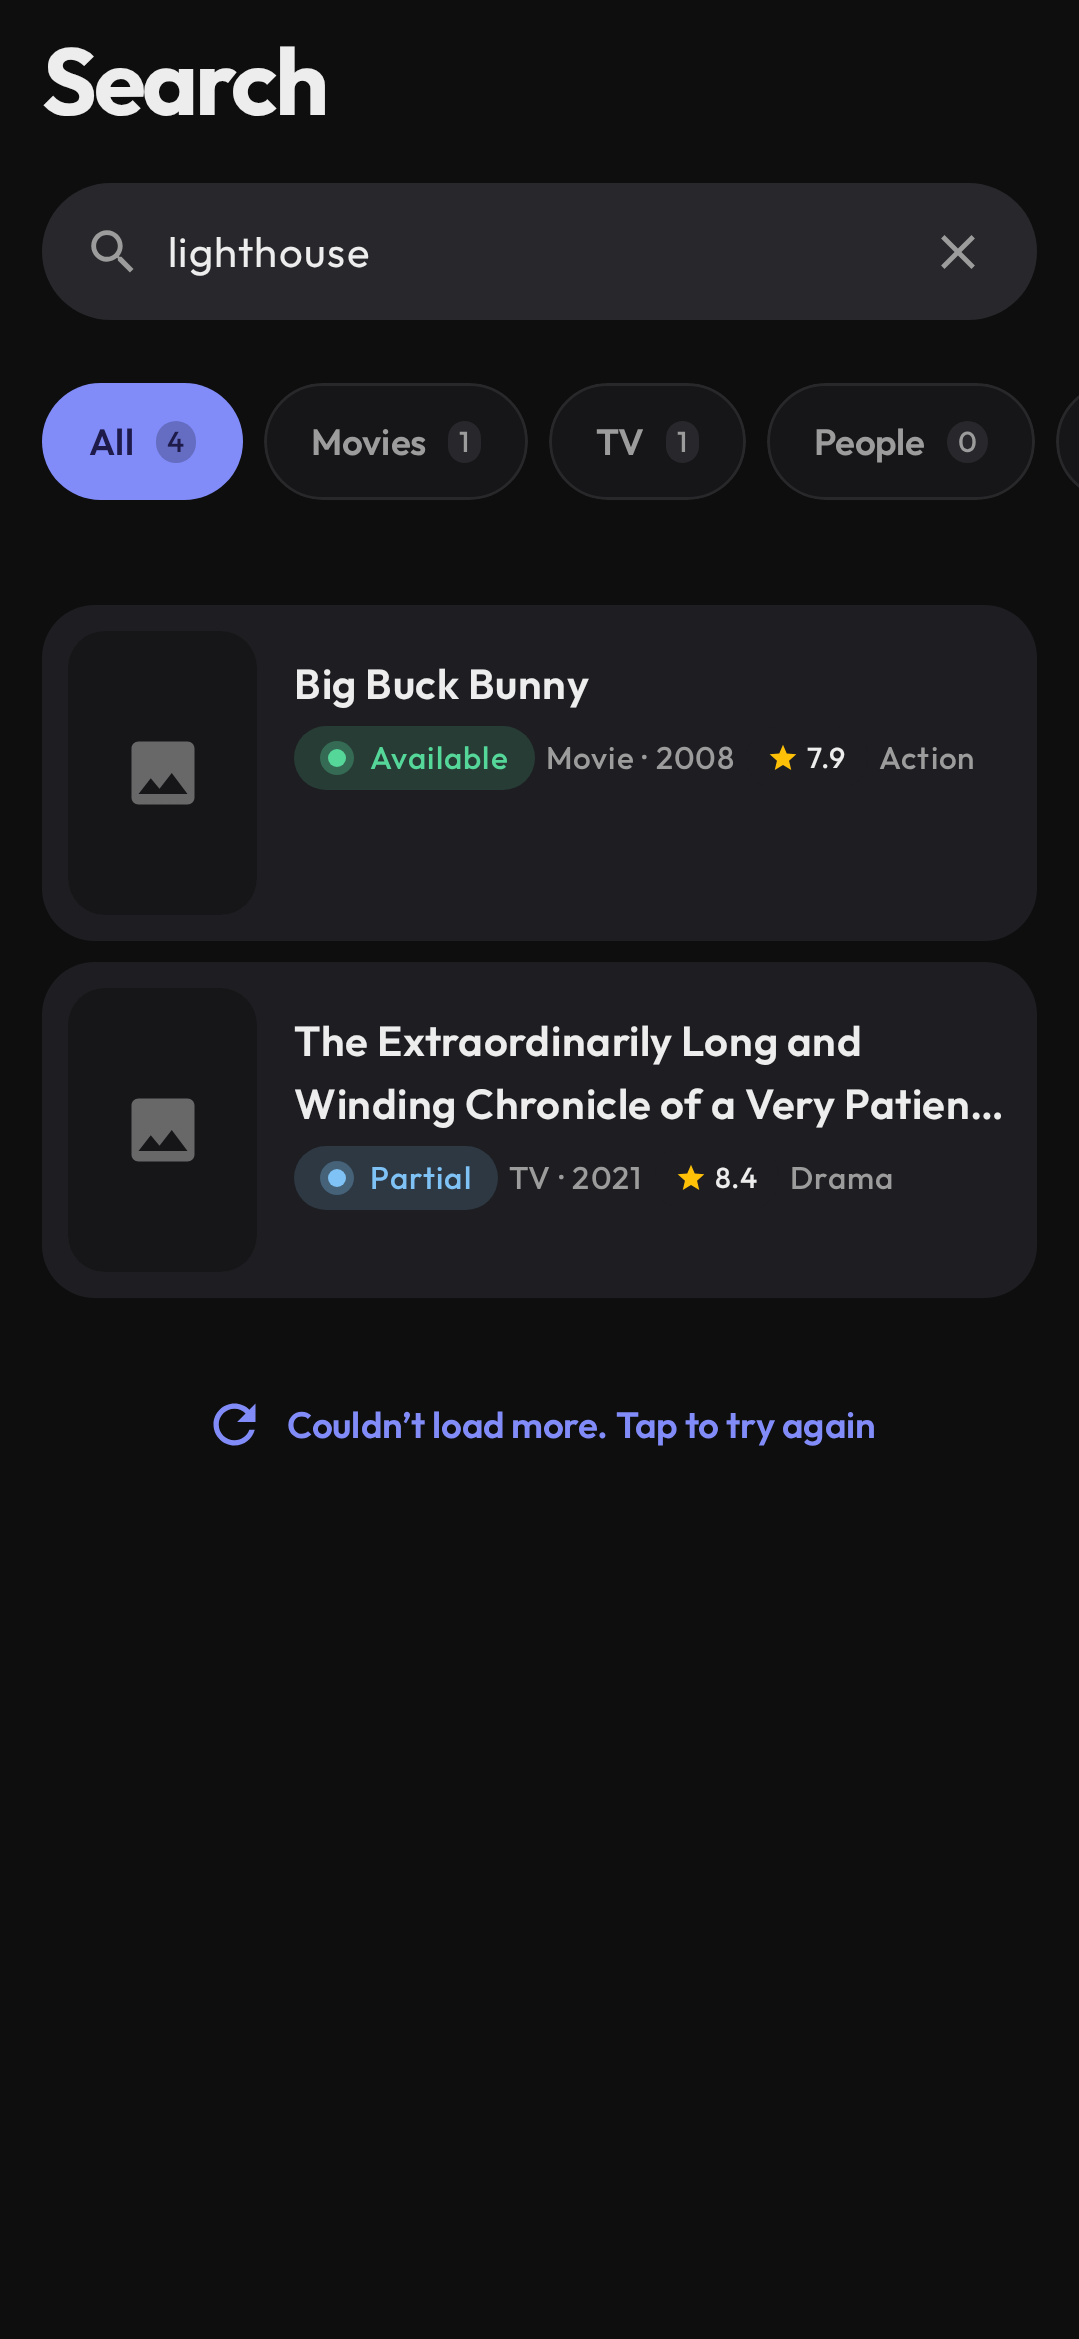 Search
lighthouse
All 4 Movies 1 TV 1 People 0
Big Buck Bunny
Available Movie · 2008 7.9 Action
The Extraordinarily Long and
Winding Chronicle of a Very Patien...
Partial TV · 2021 8.4 Drama
Couldn’t load more. Tap to try again